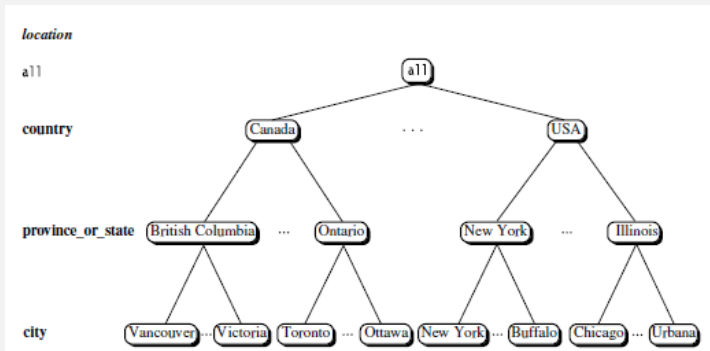 location
all all
country Canada ... USA
province_or_state British Columbia ... Ontario New York ... Illinois
city Vancouver ... Victoria Toronto ... Ottawa New York ... Buffalo Chicago ... Urbana